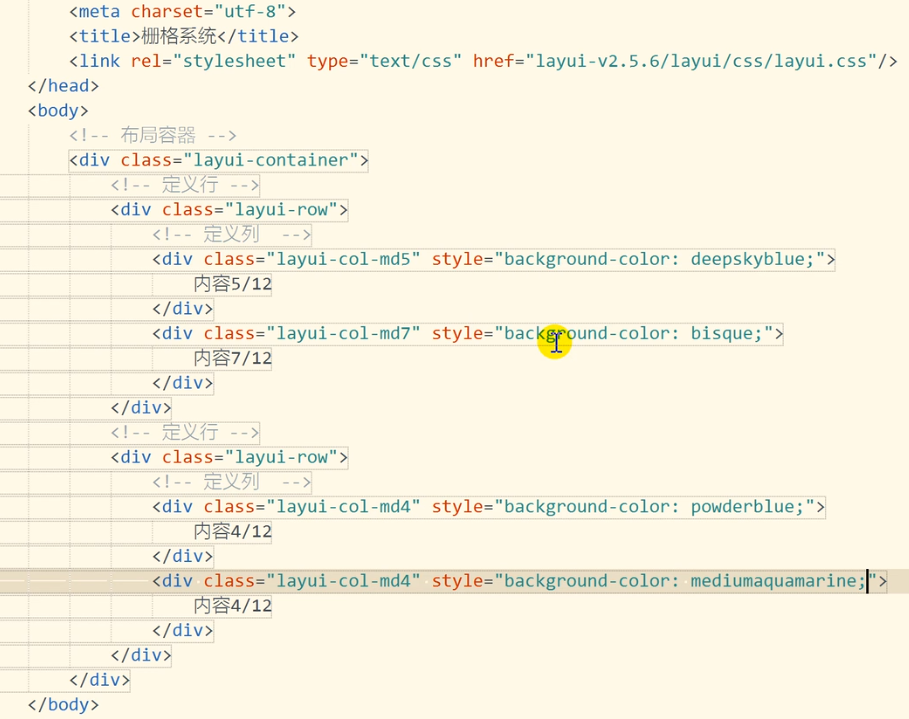 <meta charset="utf-8">
<title>栅格系统</title>
<link rel="stylesheet" type="text/css" href="layui-v2.5.6/layui/css/layui.css"/>
</head>
<body>
<!-- 布局容器 -->
<div class="layui-container">
<!-- 定义行 -->
<div class="layui-row">
<!-- 定义列  -->
<div class="layui-col-md5" style="background-color: deepskyblue;">
内容5/12
</div>
<div class="layui-col-md7" style="background-color: bisque;">
内容7/12
</div>
</div>
<!-- 定义行 -->
<div class="layui-row">
<!-- 定义列  -->
<div class="layui-col-md4" style="background-color: powderblue;">
内容4/12
</div>
<div class="layui-col-md4" style="background-color: mediumaquamarine;">
内容4/12
</div>
</div>
</div>
</body>